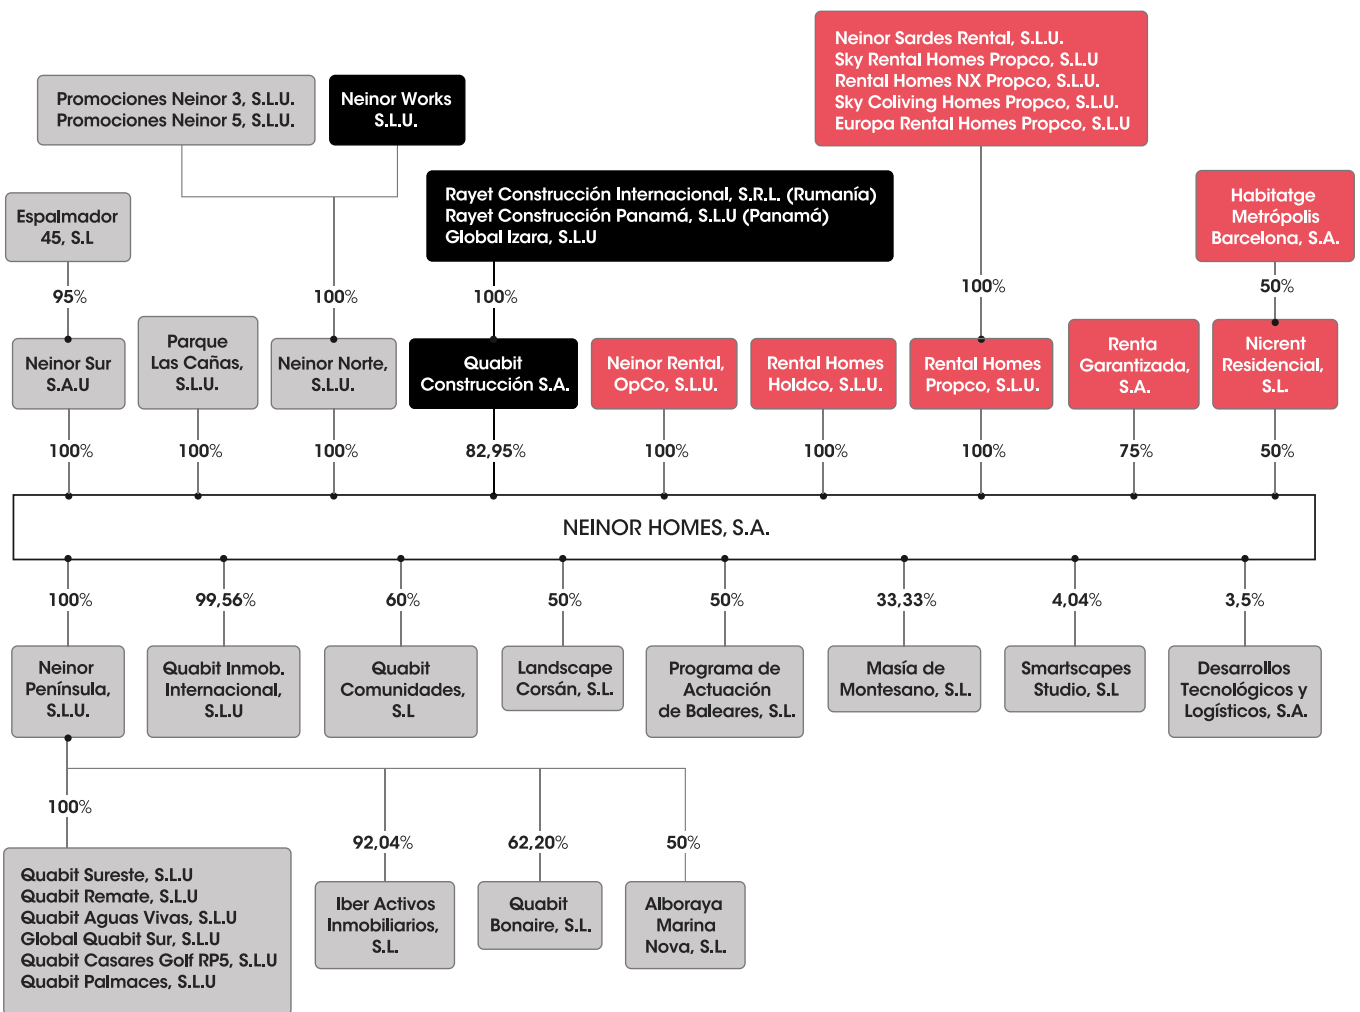 Neinor Sardes Rental, S.L.U.
Sky Rental Homes Propco, S.L.U
Rental Homes NX Propco, S.L.U.
Sky Coliving Homes Propco, S.L.U.
Europa Rental Homes Propco, S.L.U
Promociones Neinor 3, S.L.U.
Promociones Neinor 5, S.L.U.
Neinor Works
S.L.U.
Rayet Construcción Internacional, S.R.L. (Rumanía)
Rayet Construcción Panamá, S.L.U (Panamá)
Global Izara, S.L.U
Habitatge
Metrópolis
Barcelona, S.A.
Espalmador
45, S.L
95%
100%
100%
100%
50%
Neinor Sur
S.A.U
Parque
Las Cañas,
S.L.U.
Neinor Norte,
S.L.U.
Quabit
Construcción S.A.
Neinor Rental,
OpCo, S.L.U.
Rental Homes
Holdco, S.L.U.
Rental Homes
Propco, S.L.U.
Renta
Garantizada,
S.A.
Nicrent
Residencial,
S.L.
100%
100%
100%
82,95%
100%
100%
100%
75%
50%
NEINOR HOMES, S.A.
100%
99,56%
60%
50%
50%
33,33%
4,04%
3,5%
Neinor
Península,
S.L.U.
Quabit Inmob.
Internacional,
S.L.U
Quabit
Comunidades,
S.L
Landscape
Corsán, S.L.
Programa de
Actuación
de Baleares, S.L.
Masía de
Montesano, S.L.
Smartscapes
Studio, S.L
Desarrollos
Tecnológicos y
Logísticos, S.A.
100%
92,04%
62,20%
50%
Quabit Sureste, S.L.U
Quabit Remate, S.L.U
Quabit Aguas Vivas, S.L.U
Global Quabit Sur, S.L.U
Quabit Casares Golf RP5, S.L.U
Quabit Palmaces, S.L.U
Iber Activos
Inmobiliarios,
S.L.
Quabit
Bonaire, S.L.
Alboraya
Marina
Nova, S.L.